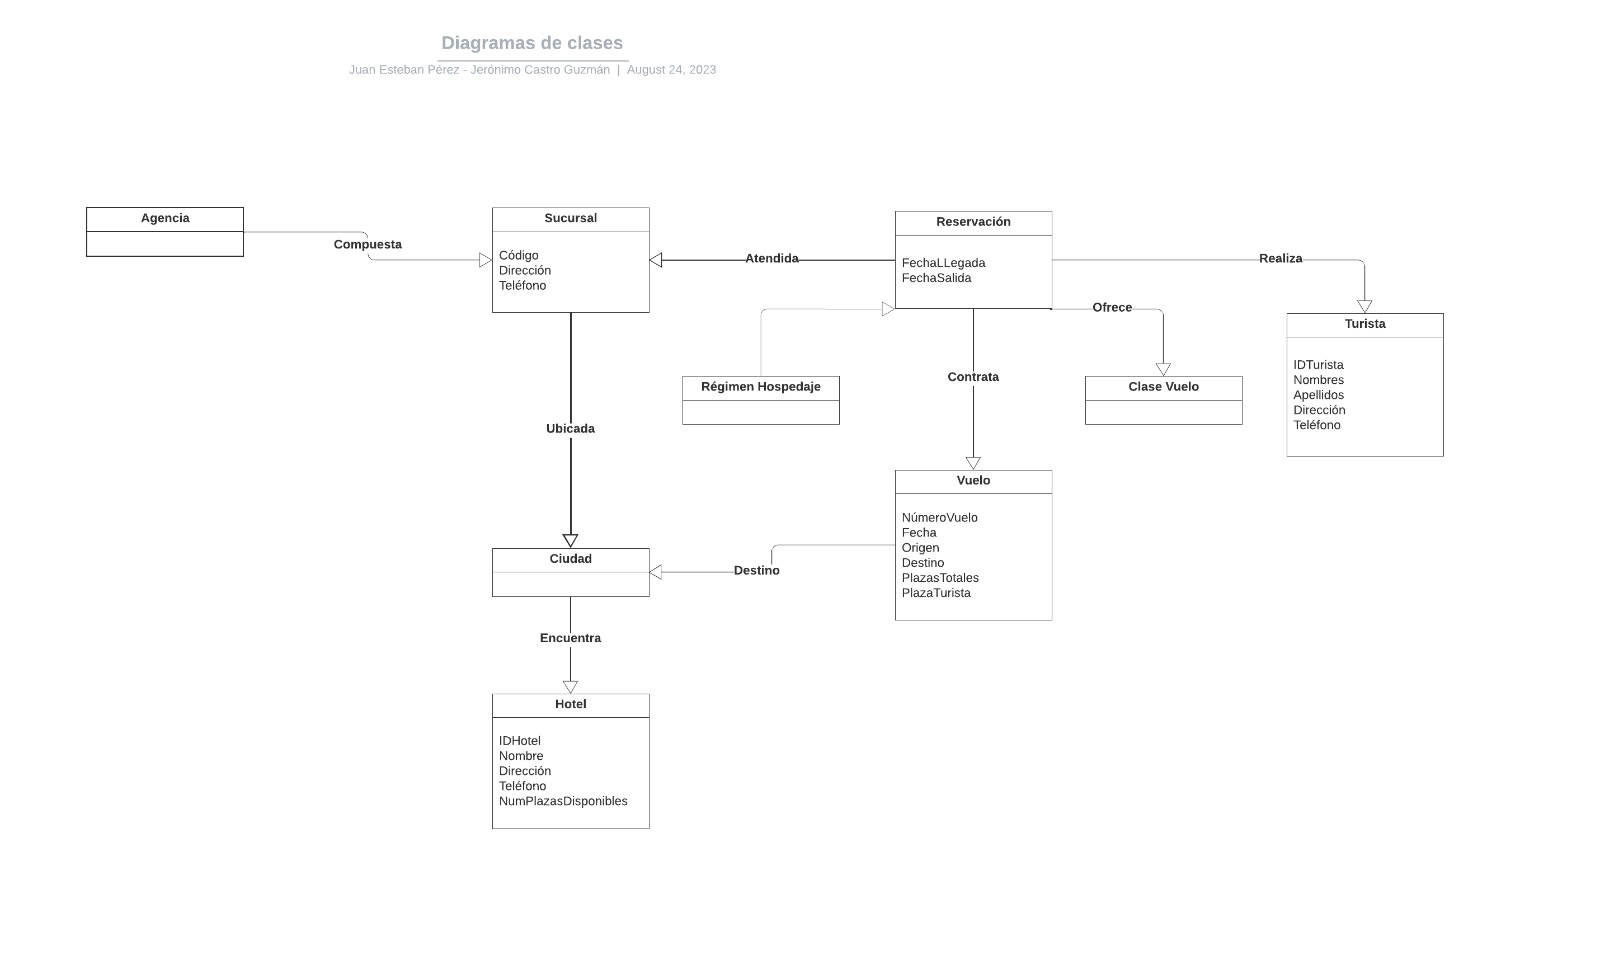 Diagramas de clases
Juan Esteban Pérez - Jerónimo Castro Guzmán | August 24, 2023
Agencia
Compuesta
Sucursal
Código
Dirección
Teléfono
Atendida
Reservación
FechaLLegada
FechaSalida
Realiza
Ofrece
Turista
IDTurista
Nombres
Apellidos
Dirección
Teléfono
Régimen Hospedaje
Contrata
Clase Vuelo
Ubicada
Vuelo
NúmeroVuelo
Fecha
Origen
Destino
PlazasTotales
PlazaTurista
Ciudad
Destino
Encuentra
Hotel
IDHotel
Nombre
Dirección
Teléfono
NumPlazasDisponibles